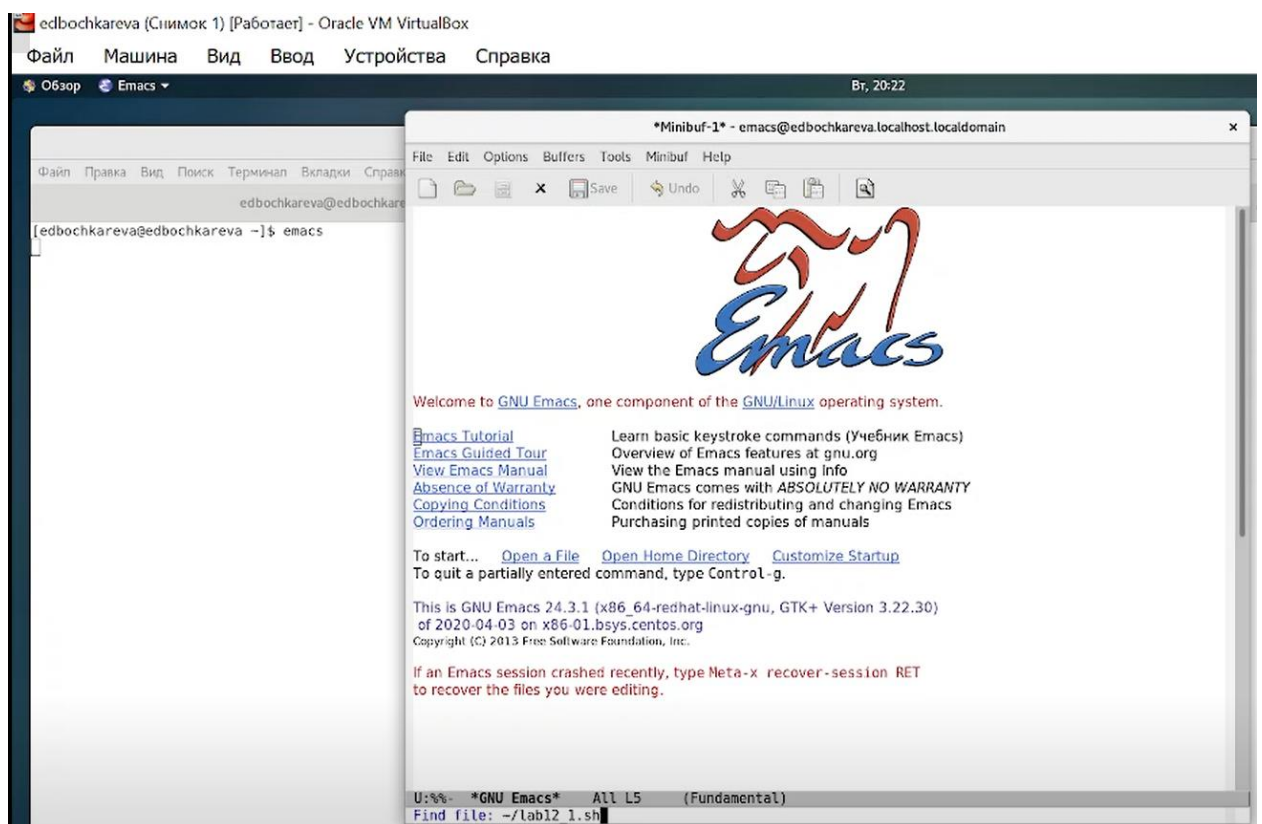 edbochkareva (Снимок 1) [Работает] - Oracle VM VirtualBox
Файл Машина Вид Ввод Устройства Справка
Обзор Emacs Вт, 20:22
*Minibuf-1* - emacs@edbochkareva.localhost.localdomain ×
File Edit Options Buffers Tools Minibuf Help
Save Undo
Файл Правка Вид Поиск Терминал Вкладки Справк
edbochkareva@edbochkare
[edbochkareva@edbochkareva ~]$ emacs
Emacs
Welcome to GNU Emacs, one component of the GNU/Linux operating system.
Emacs Tutorial Learn basic keystroke commands (Учебник Emacs)
Emacs Guided Tour Overview of Emacs features at gnu.org
View Emacs Manual View the Emacs manual using Info
Absence of Warranty GNU Emacs comes with ABSOLUTELY NO WARRANTY
Copying Conditions Conditions for redistributing and changing Emacs
Ordering Manuals Purchasing printed copies of manuals
To start... Open a File Open Home Directory Customize Startup
To quit a partially entered command, type Control-g.
This is GNU Emacs 24.3.1 (x86_64-redhat-linux-gnu, GTK+ Version 3.22.30)
of 2020-04-03 on x86-01.bsys.centos.org
Copyright (C) 2013 Free Software Foundation, Inc.
If an Emacs session crashed recently, type Meta-x recover-session RET
to recover the files you were editing.
U:%%- *GNU Emacs* All L5 (Fundamental)
Find file: ~/lab12_1.sh